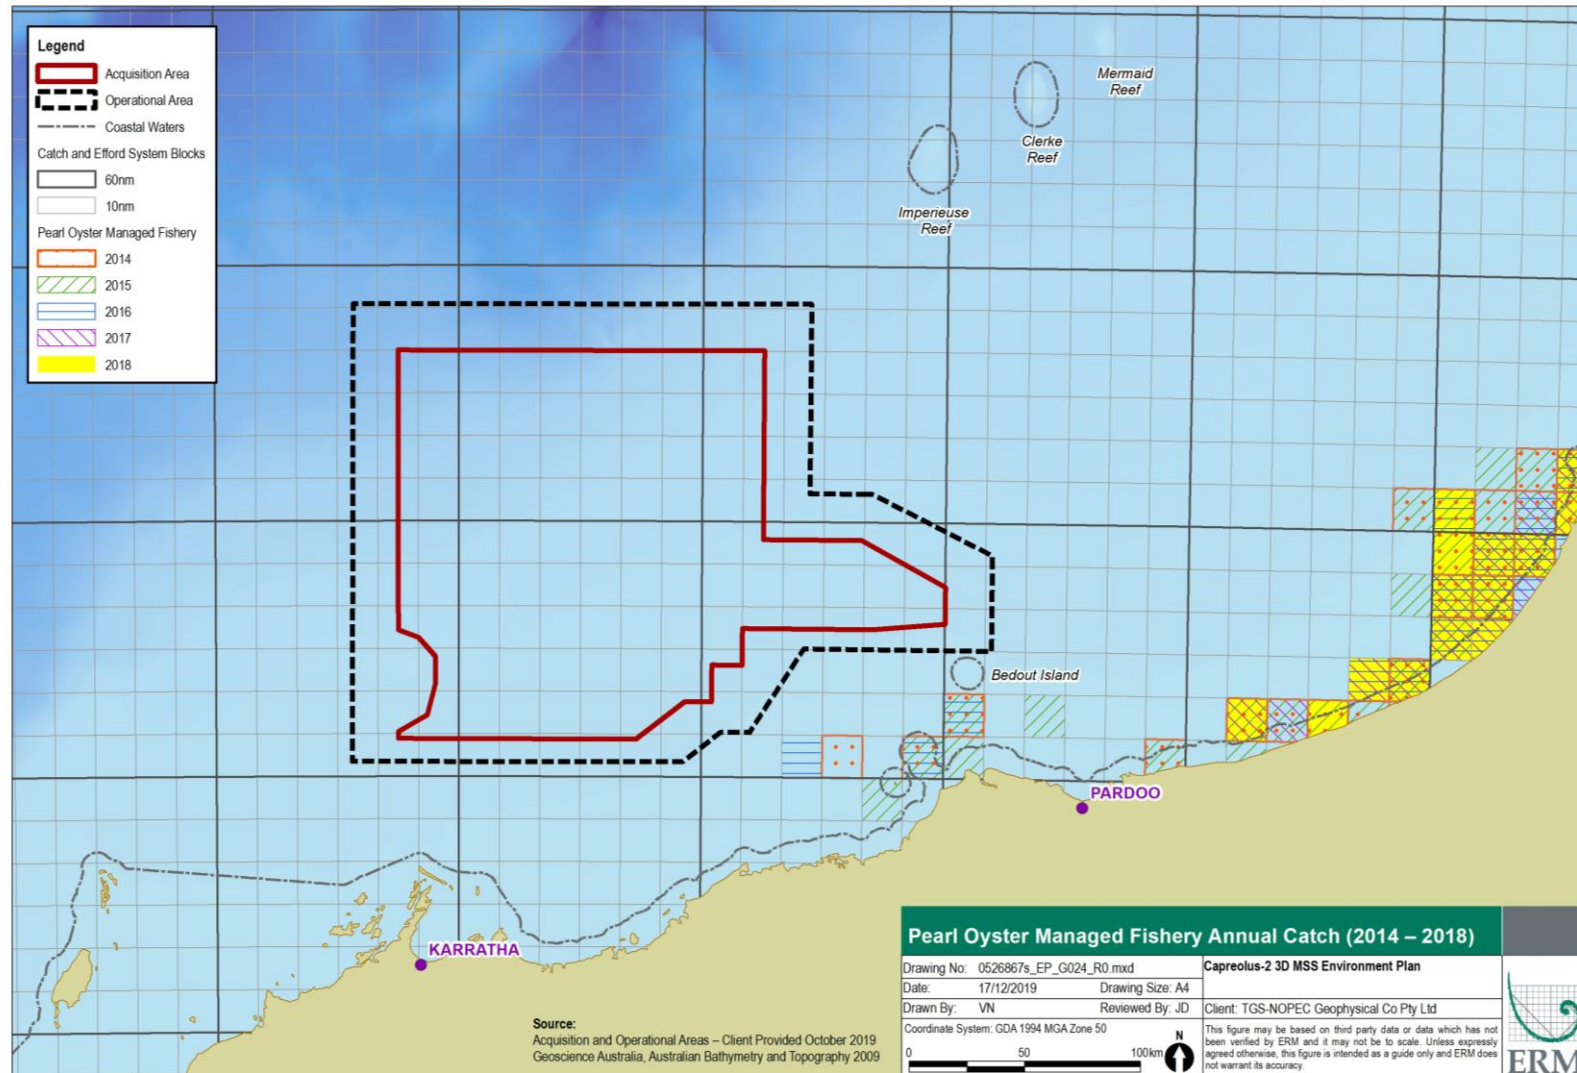 Legend
Acquisition Area
Operational Area
Coastal Waters
Catch and Efford System Blocks
60nm
10nm
Pearl Oyster Managed Fishery
2014
2015
2016
2017
2018
Mermaid
Reef
Clerke
Reef
Imperieuse
Reef
Bedout Island
PARDOO
KARRATHA
Source:
Acquisition and Operational Areas – Client Provided October 2019
Geoscience Australia, Australian Bathymetry and Topography 2009
Pearl Oyster Managed Fishery Annual Catch (2014 – 2018)
Drawing No: 0526867s_EP_G024_R0.mxd
Capreolus-2 3D MSS Environment Plan
Date: 17/12/2019 Drawing Size: A4
Drawn By: VN Reviewed By: JD
Client: TGS-NOPEC Geophysical Co Pty Ltd
Coordinate System: GDA 1994 MGA Zone 50
N
0 50 100km
This figure may be based on third party data or data which has not
been verified by ERM and it may not be to scale. Unless expressly
agreed otherwise, this figure is intended as a guide only and ERM does
not warrant its accuracy.
ERM